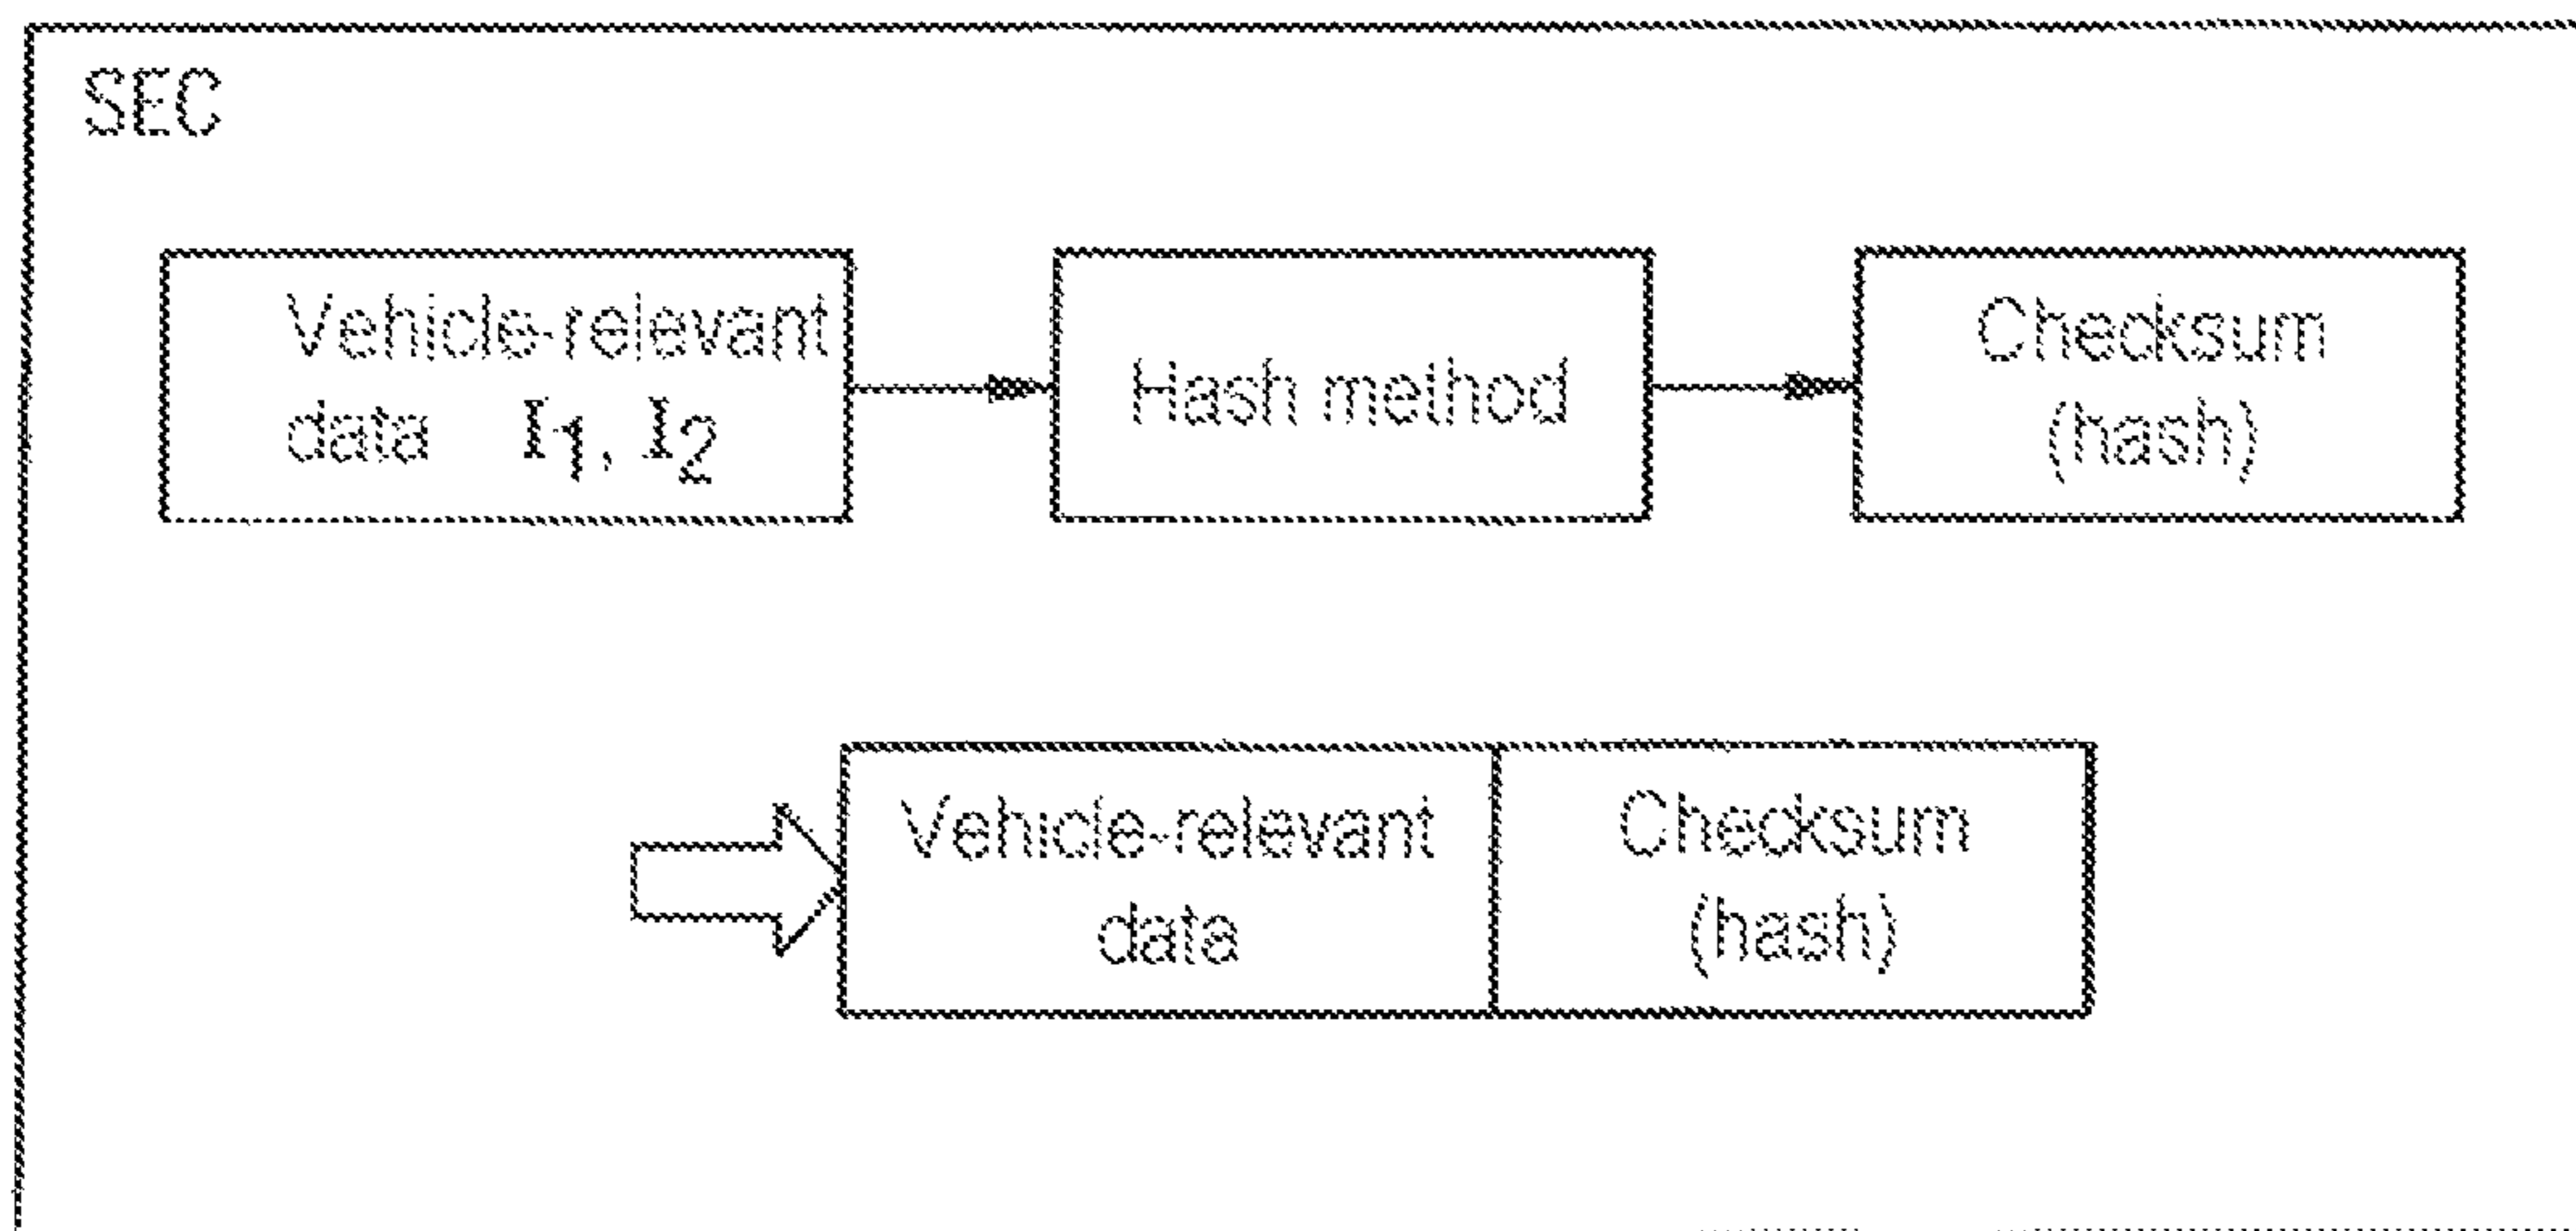 SEC
Vehicle-relevant
data I1, I2
Hash method
Checksum
(hash)
Vehicle-relevant
data
Checksum
(hash)